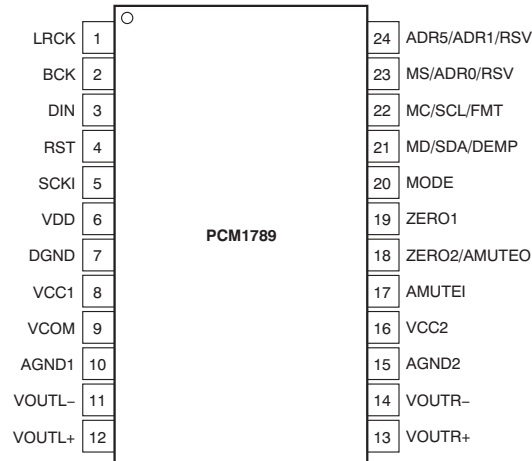 LRCK 1 24 ADR5/ADR1/RSV
BCK 2 23 MS/ADR0/RSV
DIN 3 22 MC/SCL/FMT
RST 4 21 MD/SDA/DEMP
SCKI 5 20 MODE
VDD 6 19 ZERO1
PCM1789
DGND 7 18 ZERO2/AMUTEO
VCC1 8 17 AMUTEI
VCOM 9 16 VCC2
AGND1 10 15 AGND2
VOUTL− 11 14 VOUTR−
VOUTL+ 12 13 VOUTR+